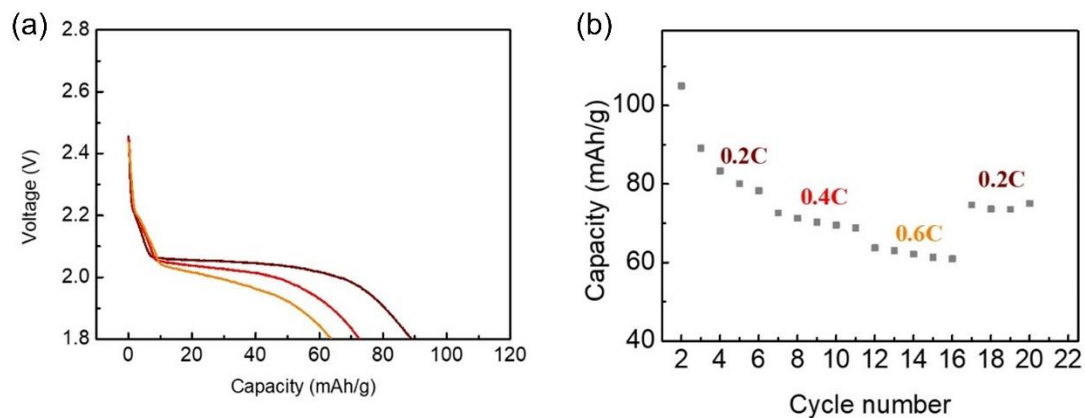 (a)
2.8
2.6
2.4
2.2
2.0
1.8
Voltage (V)
0 20 40 60 80 100 120
Capacity (mAh/g)
(b)
100
80
60
40
Capacity (mAh/g)
0.2C
0.4C
0.6C
0.2C
2 4 6 8 10 12 14 16 18 20 22
Cycle number